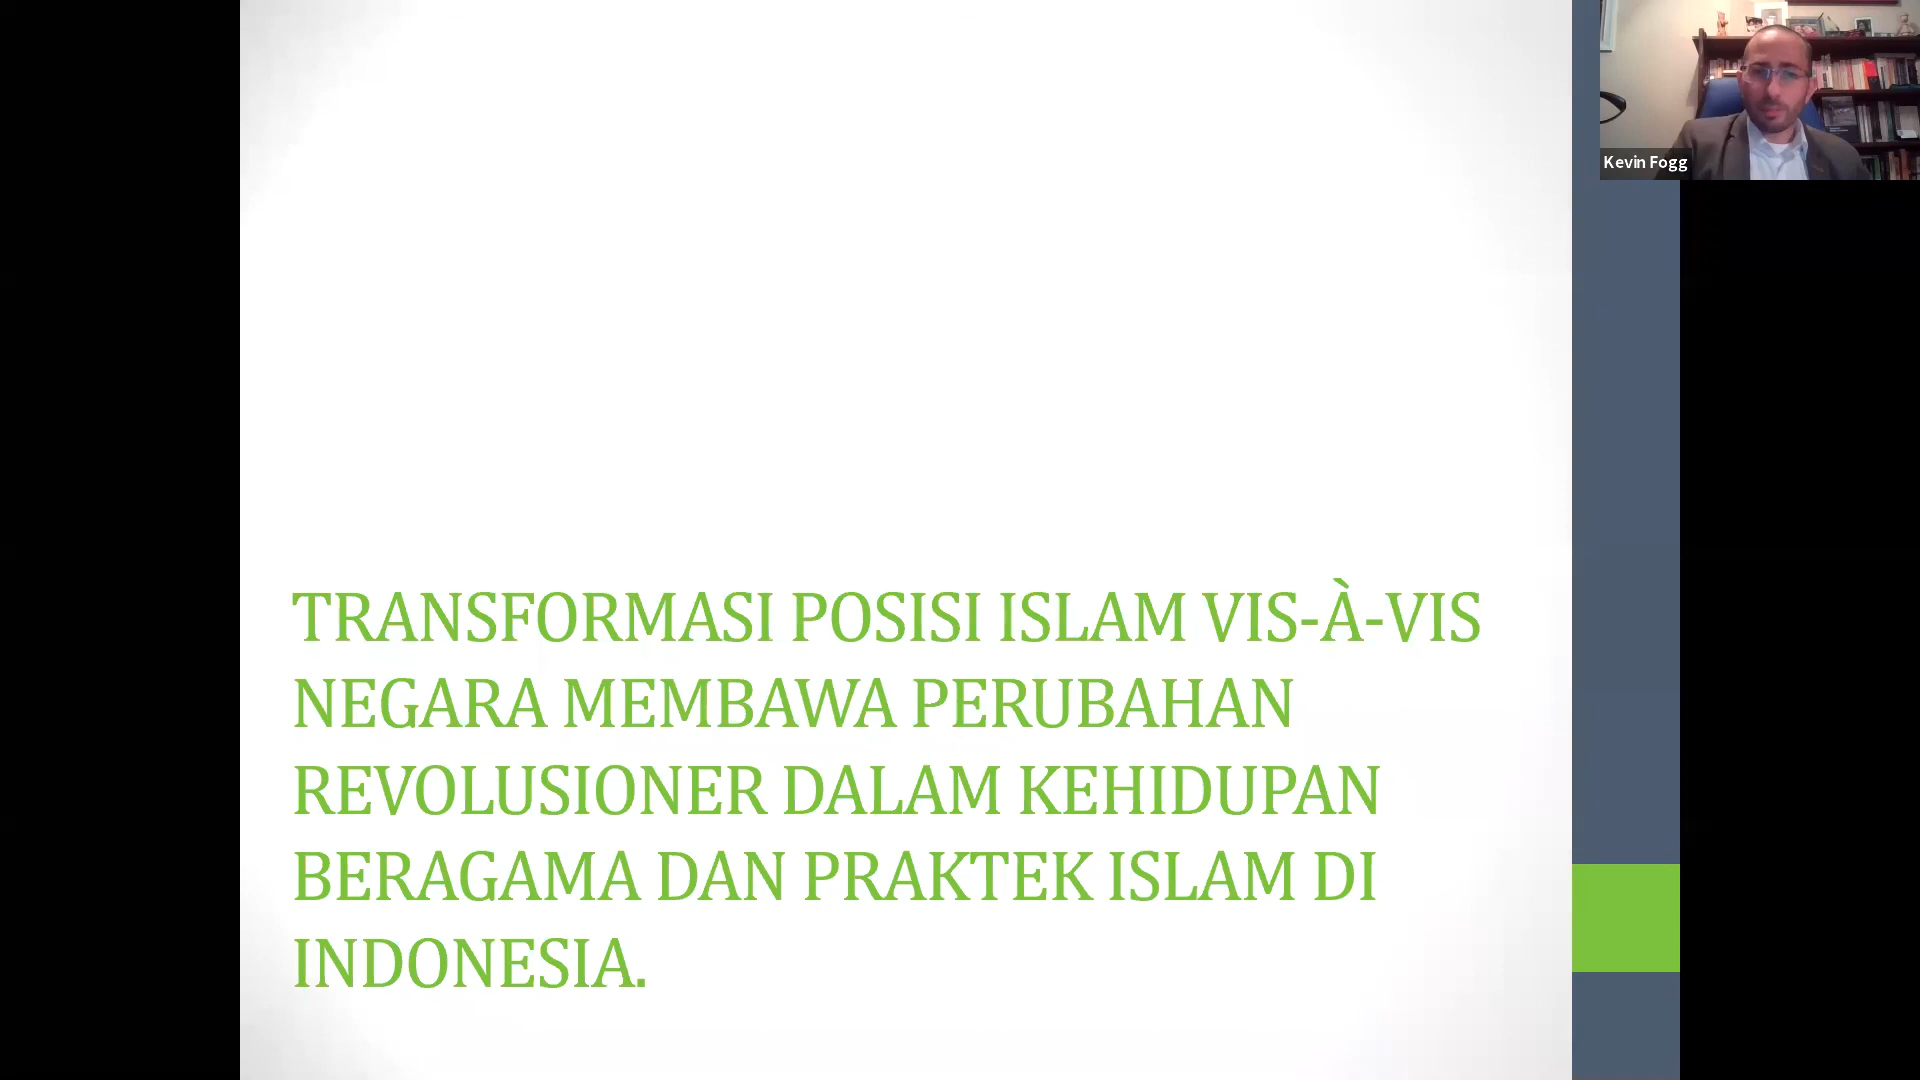 Kevin Fogg
TRANSFORMASI POSISI ISLAM VIS-À-VIS
NEGARA MEMBAWA PERUBAHAN
REVOLUSIONER DALAM KEHIDUPAN
BERAGAMA DAN PRAKTEK ISLAM DI
INDONESIA.